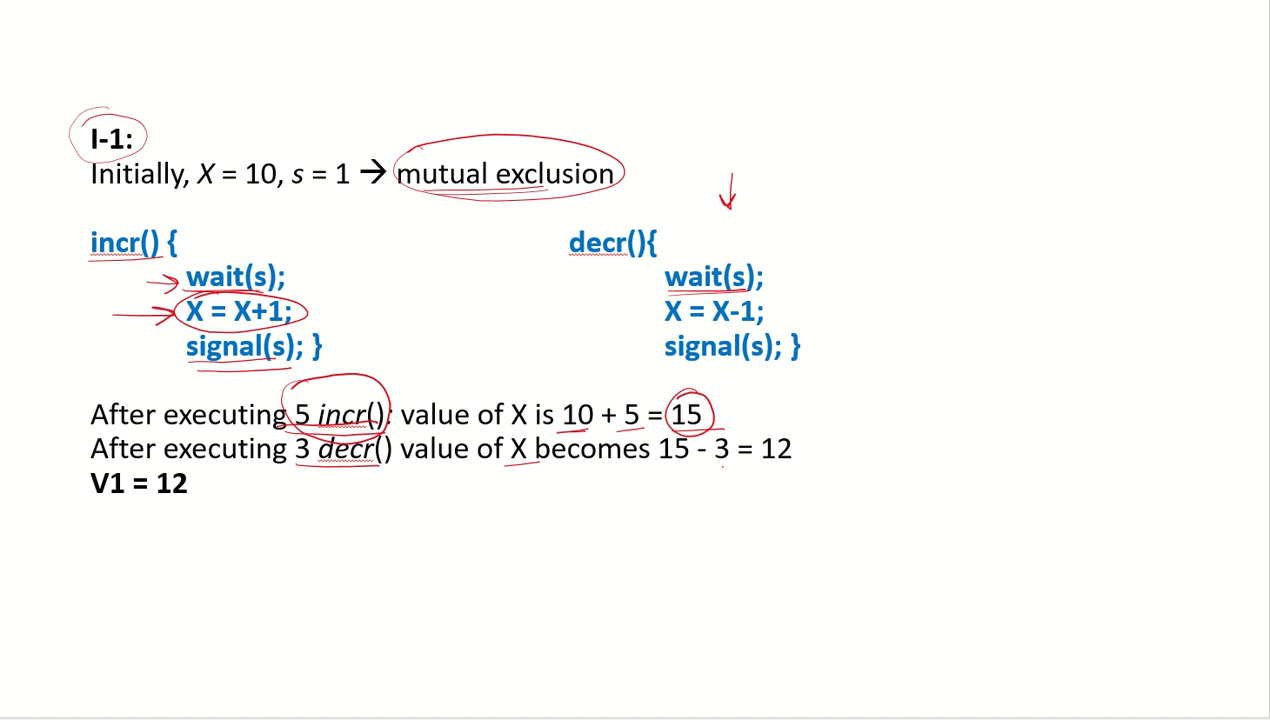 I-1:
Initially, X = 10, s = 1 → mutual exclusion
incr() {
wait(s);
X = X+1;
signal(s); }
decr(){
wait(s);
X = X-1;
signal(s); }
After executing 5 incr(): value of X is 10 + 5 = 15
After executing 3 decr() value of X becomes 15 - 3 = 12
V1 = 12